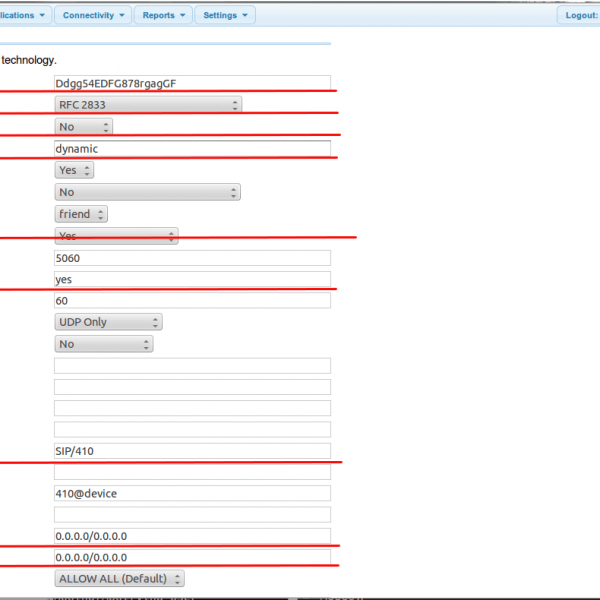 lications Connectivity Reports Settings Logout:
technology.
Ddgg54EDFG878rgagGF
RFC 2833
No
dynamic
Yes
No
friend
Yes
5060
yes
60
UDP Only
No
SIP/410
410@device
0.0.0.0/0.0.0.0
0.0.0.0/0.0.0.0
ALLOW ALL (Default)